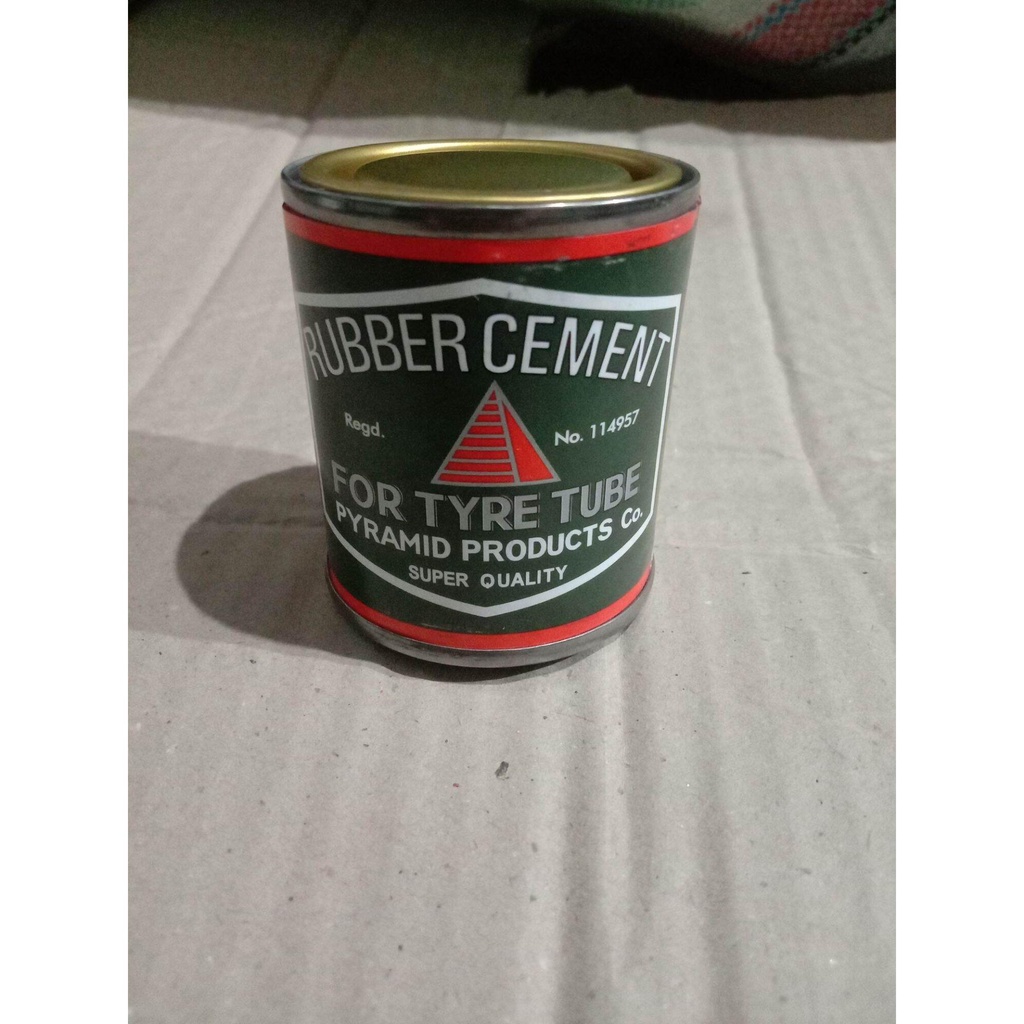 RUBBER CEMENT
Regd. No. 114957
FOR TYRE TUBE
PYRAMID PRODUCTS Co.
SUPER QUALITY